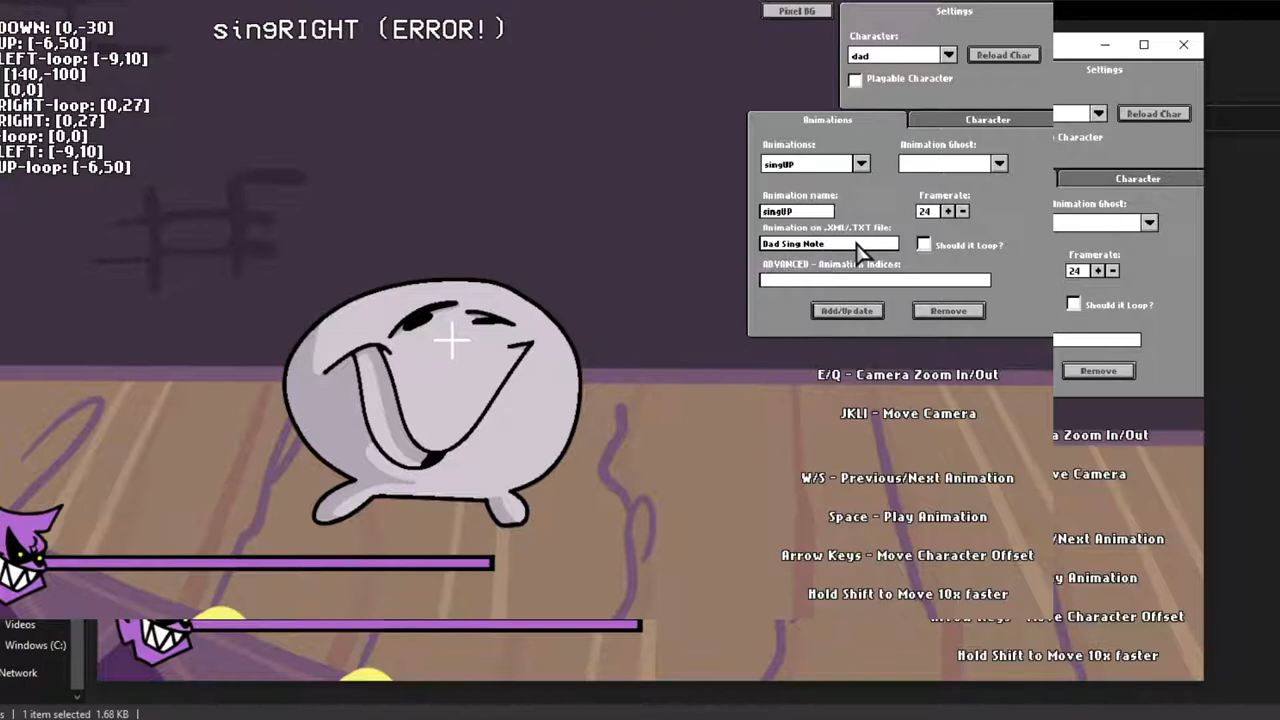 DOWN: [0,-30]
UP: [-6,50]
LEFT-loop: [-9,10]
[140,-100]
[0,0]
RIGHT-loop: [0,27]
RIGHT: [0,27]
-loop: [0,0]
LEFT: [-9,10]
UP-loop: [-6,50]
singRIGHT (ERROR!)
Pixel BG
Settings
Character:
dad
Reload Char
Playable Character
Animations
Character
Animations:
Animation Ghost:
singUP
Animation name:
Framerate:
singUP
24
Animation on .XML/.TXT file:
Dad Sing Note
Should it Loop?
ADVANCED - Animation Indices:
Add/Update
Remove
E/Q - Camera Zoom In/Out
JKLI - Move Camera
W/S - Previous/Next Animation
Space - Play Animation
Arrow Keys - Move Character Offset
Hold Shift to Move 10x faster
Settings
Reload Char
Character
Character
Animation Ghost:
Framerate:
24
Should it Loop?
Remove
Zoom In/Out
ve Camera
/Next Animation
y Animation
Arrow Keys - Move Character Offset
Hold Shift to Move 10x faster
Videos
Windows (C:)
Network
s
1 item selected 1.68 KB